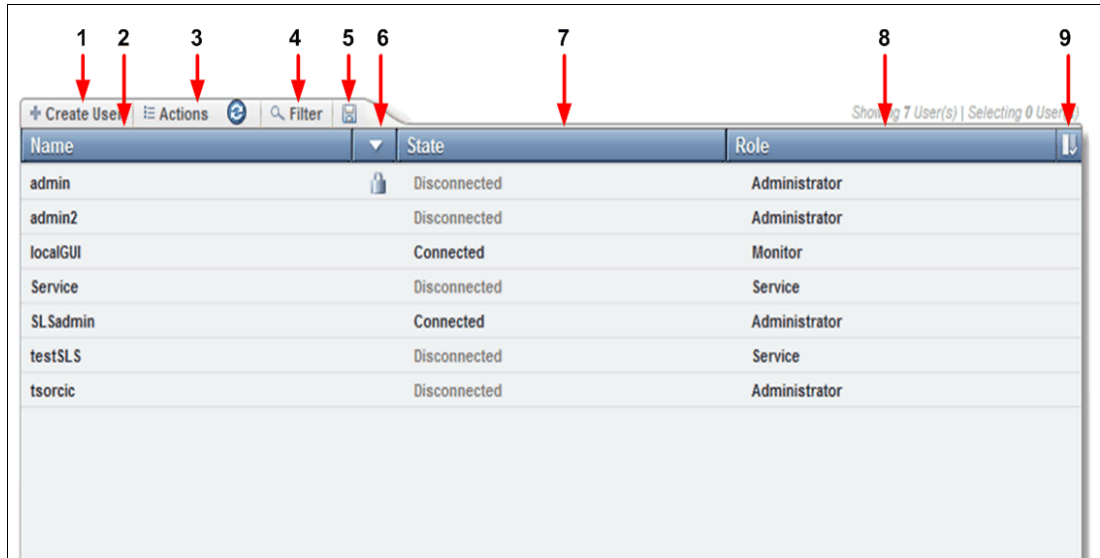 1 2 3 4 5 6 7 8 9
Create User Actions Filter Showing 7 User(s) | Selecting 0 User(s)
Name State Role
admin Disconnected Administrator
admin2 Disconnected Administrator
localGUI Connected Monitor
Service Disconnected Service
SLSadmin Connected Administrator
testSLS Disconnected Service
tsorcic Disconnected Administrator